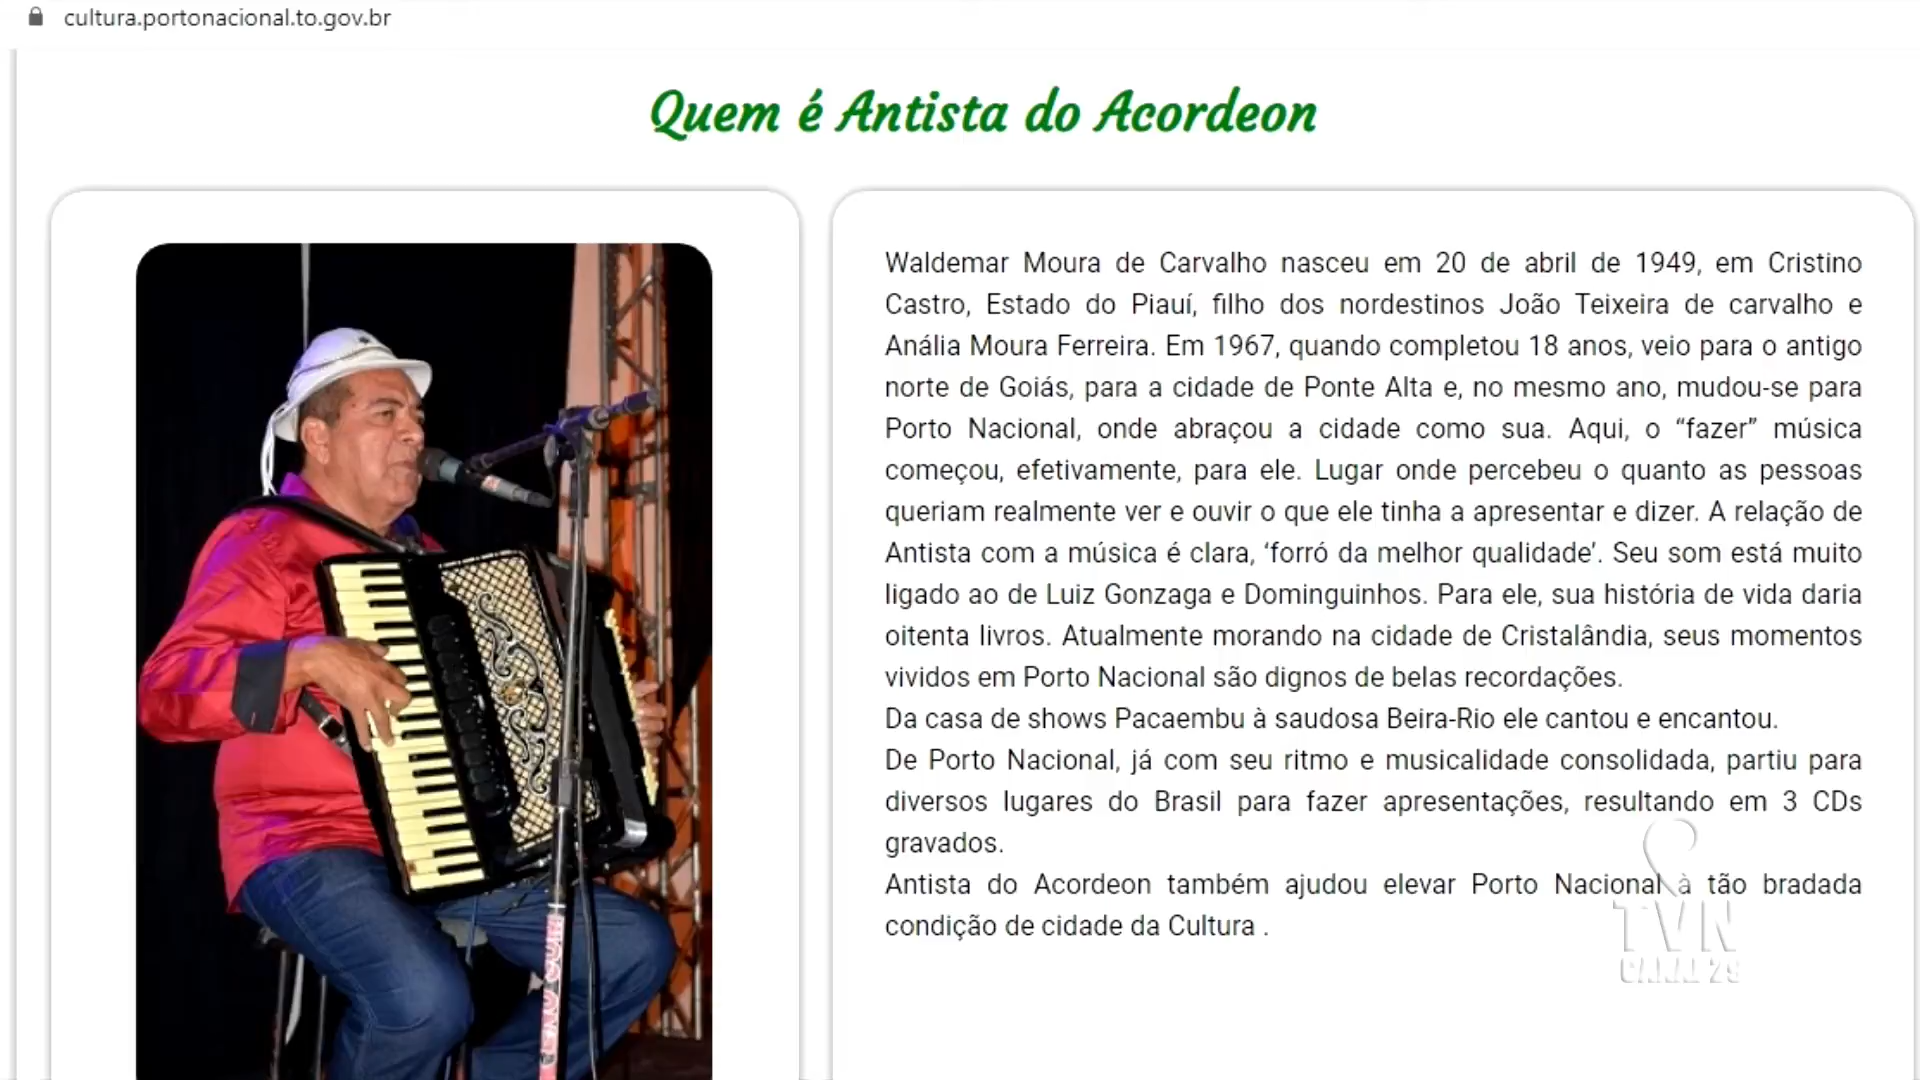 cultura.portonacional.to.gov.br
Quem é Antista do Acordeon
Waldemar Moura de Carvalho nasceu em 20 de abril de 1949, em Cristino
Castro, Estado do Piauí, filho dos nordestinos João Teixeira de carvalho e
Anália Moura Ferreira. Em 1967, quando completou 18 anos, veio para o antigo
norte de Goiás, para a cidade de Ponte Alta e, no mesmo ano, mudou-se para
Porto Nacional, onde abraçou a cidade como sua. Aqui, o “fazer” música
começou, efetivamente, para ele. Lugar onde percebeu o quanto as pessoas
queriam realmente ver e ouvir o que ele tinha a apresentar e dizer. A relação de
Antista com a música é clara, ‘forró da melhor qualidade’. Seu som está muito
ligado ao de Luiz Gonzaga e Dominguinhos. Para ele, sua história de vida daria
oitenta livros. Atualmente morando na cidade de Cristalândia, seus momentos
vividos em Porto Nacional são dignos de belas recordações.
Da casa de shows Pacaembu à saudosa Beira-Rio ele cantou e encantou.
De Porto Nacional, já com seu ritmo e musicalidade consolidada, partiu para
diversos lugares do Brasil para fazer apresentações, resultando em 3 CDs
gravados.
Antista do Acordeon também ajudou elevar Porto Nacional à tão bradada
condição de cidade da Cultura .
TVN
CANAL 29